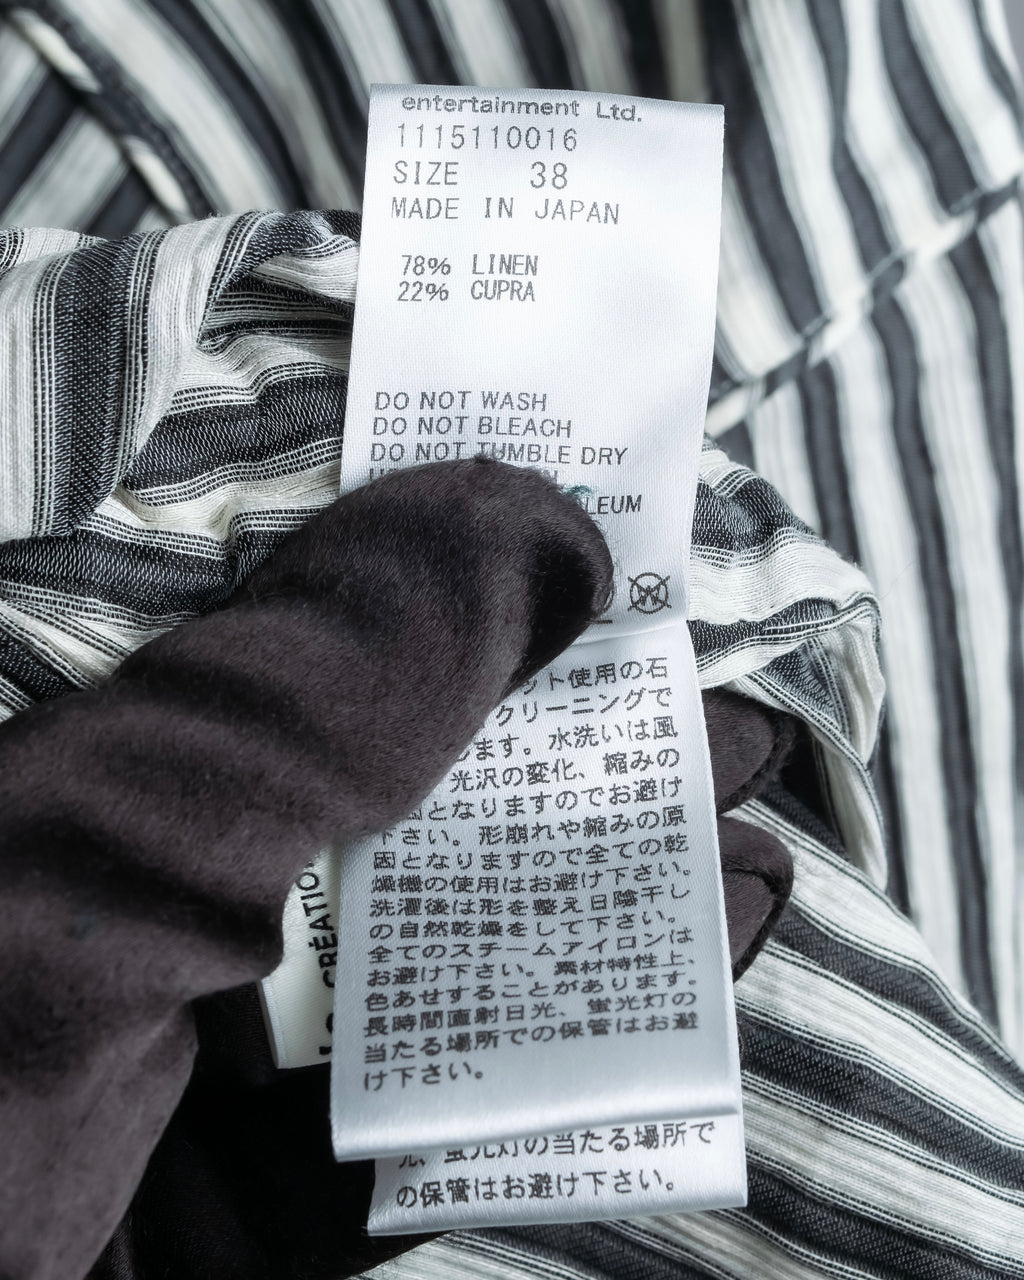 entertainment Ltd.
1115110016
SIZE 38
MADE IN JAPAN
78% LINEN
22% CUPRA
DO NOT WASH
DO NOT BLEACH
DO NOT TUMBLE DRY
LEUM
ット使用の石
クリーニングで
します。水洗いは風
光沢の変化、縮みの
因となりますのでお避け
下さい。形崩れや縮みの原
因となりますので全ての乾
燥機の使用はお避け下さい。
洗濯後は形を整え日陰干し
の自然乾燥をして下さい。
全てのスチームアイロンは
お避け下さい。素材特性上、
色あせすることがあります。
長時間直射日光、蛍光灯の
当たる場所での保管はお避
け下さい。
光、蛍光灯の当たる場所で
の保管はお避け下さい。
CRÉATIO